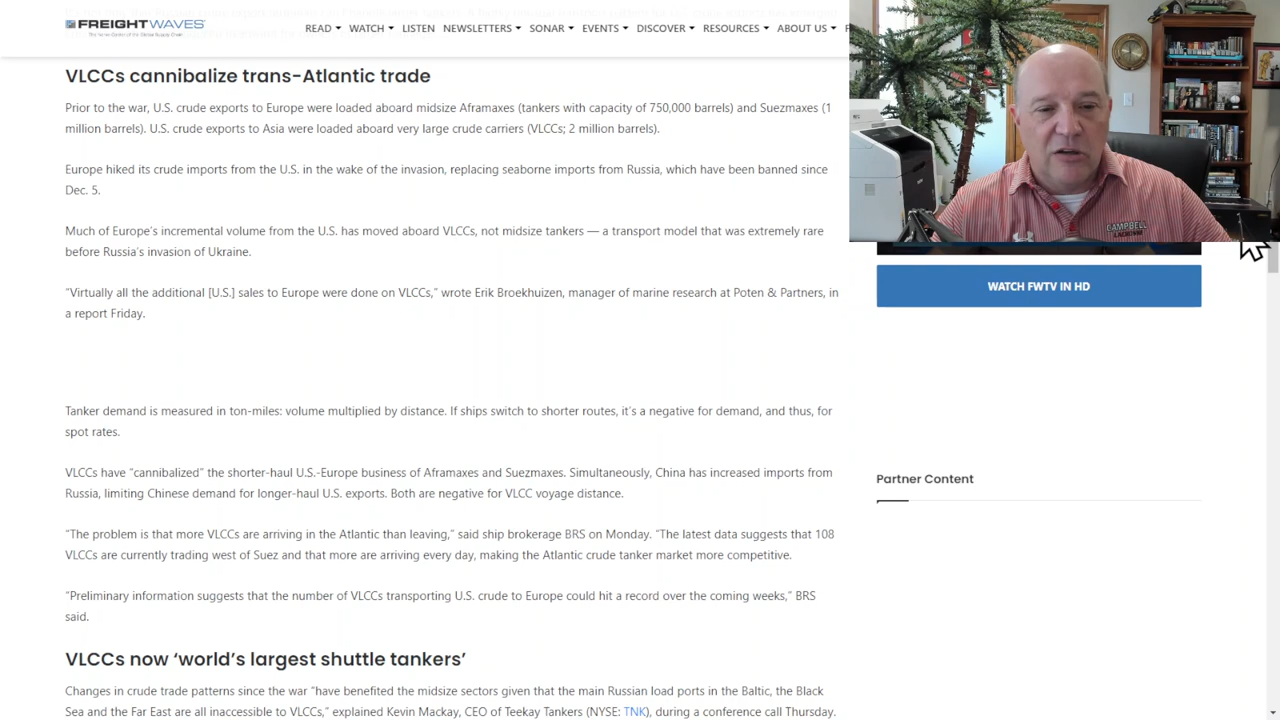 FREIGHTWAVES
READ WATCH LISTEN NEWSLETTERS SONAR EVENTS DISCOVER RESOURCES ABOUT US
VLCCs cannibalize trans-Atlantic trade
Prior to the war, U.S. crude exports to Europe were loaded aboard midsize Aframaxes (tankers with capacity of 750,000 barrels) and Suezmaxes (1
million barrels). U.S. crude exports to Asia were loaded aboard very large crude carriers (VLCCs; 2 million barrels).
Europe hiked its crude imports from the U.S. in the wake of the invasion, replacing seaborne imports from Russia, which have been banned since
Dec. 5.
Much of Europe's incremental volume from the U.S. has moved aboard VLCCs, not midsize tankers — a transport model that was extremely rare
before Russia's invasion of Ukraine.
“Virtually all the additional [U.S.] sales to Europe were done on VLCCs,” wrote Erik Broekhuizen, manager of marine research at Poten & Partners, in
a report Friday.
Tanker demand is measured in ton-miles: volume multiplied by distance. If ships switch to shorter routes, it's a negative for demand, and thus, for
spot rates.
VLCCs have “cannibalized” the shorter-haul U.S.-Europe business of Aframaxes and Suezmaxes. Simultaneously, China has increased imports from
Russia, limiting Chinese demand for longer-haul U.S. exports. Both are negative for VLCC voyage distance.
“The problem is that more VLCCs are arriving in the Atlantic than leaving,” said ship brokerage BRS on Monday. “The latest data suggests that 108
VLCCs are currently trading west of Suez and that more are arriving every day, making the Atlantic crude tanker market more competitive.
“Preliminary information suggests that the number of VLCCs transporting U.S. crude to Europe could hit a record over the coming weeks,” BRS
said.
VLCCs now ‘world's largest shuttle tankers’
Changes in crude trade patterns since the war “have benefited the midsize sectors given that the main Russian load ports in the Baltic, the Black
Sea and the Far East are all inaccessible to VLCCs,” explained Kevin Mackay, CEO of Teekay Tankers (NYSE: TNK), during a conference call Thursday.
CAMPBELL
WATCH FWTV IN HD
Partner Content